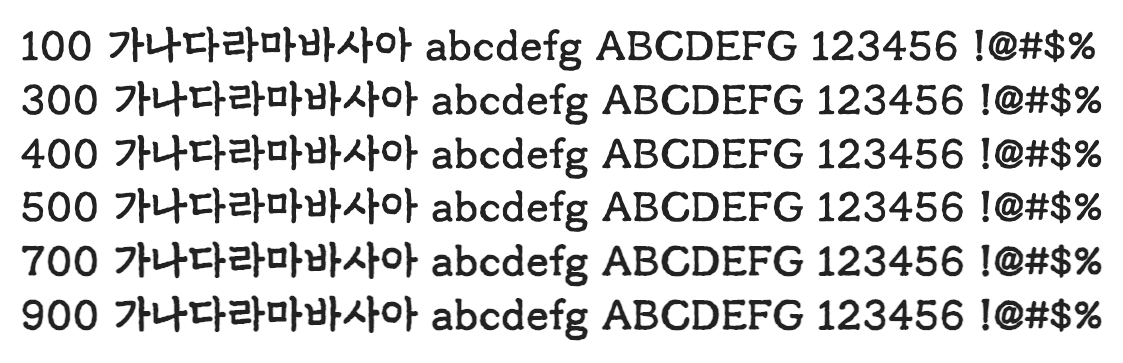 100 가나다라마바사아 abcdefg ABCDEFG 123456 !@#$%
300 가나다라마바사아 abcdefg ABCDEFG 123456 !@#$%
400 가나다라마바사아 abcdefg ABCDEFG 123456 !@#$%
500 가나다라마바사아 abcdefg ABCDEFG 123456 !@#$%
700 가나다라마바사아 abcdefg ABCDEFG 123456 !@#$%
900 가나다라마바사아 abcdefg ABCDEFG 123456 !@#$%